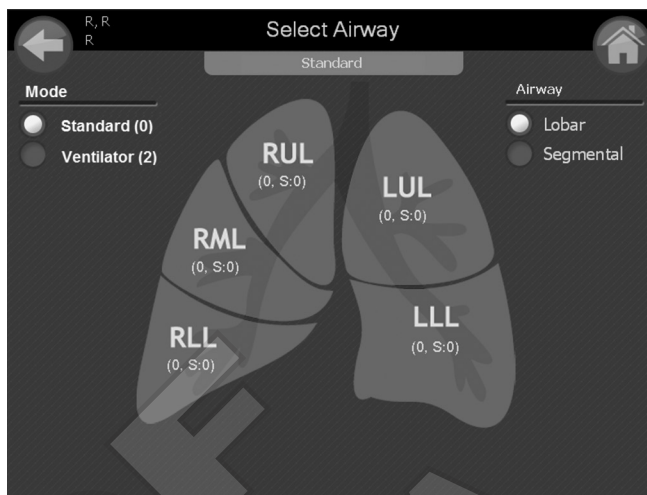 R, R
R
Select Airway
Standard
Mode
Standard (0)
Ventilator (2)
Airway
Lobar
Segmental
RUL
(0, S:0)
LUL
(0, S:0)
RML
(0, S:0)
LLL
(0, S:0)
RLL
(0, S:0)